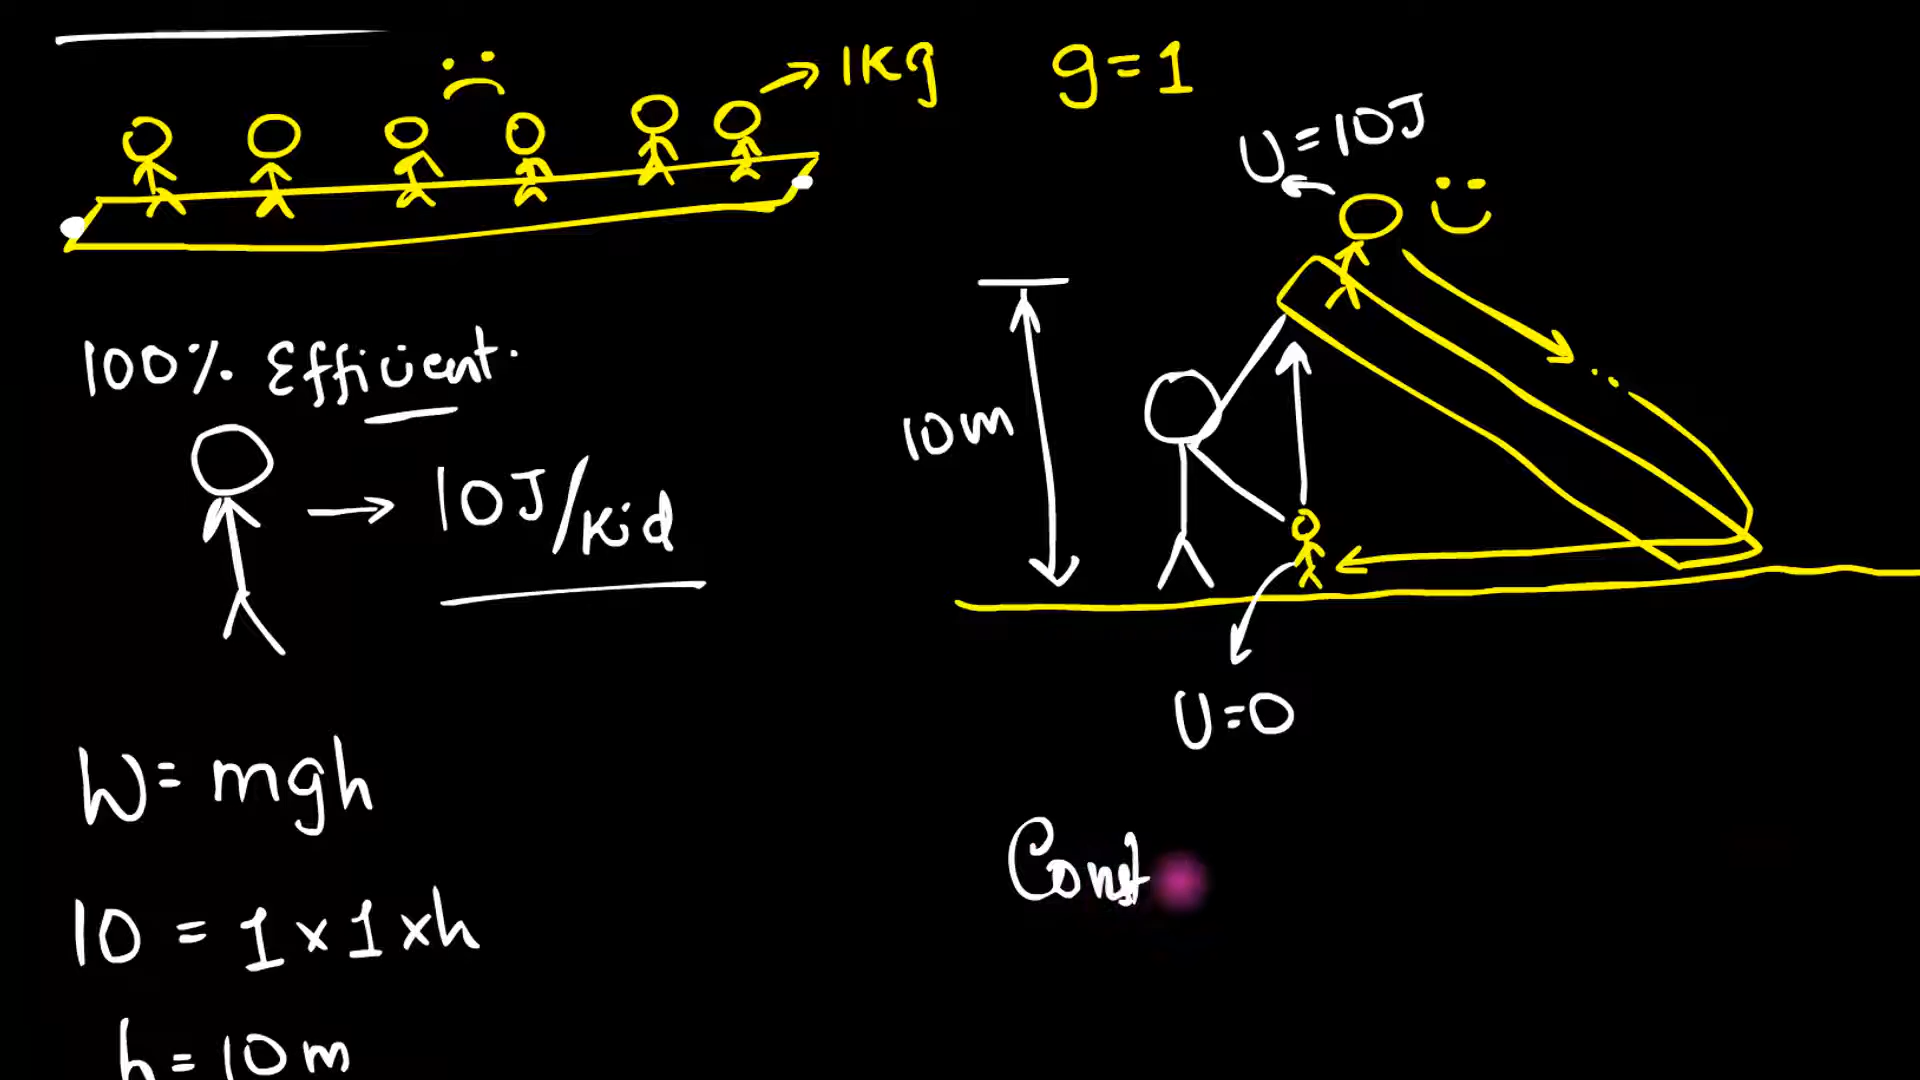 1Kg
g=1
U=10J
100% Efficient.
10m
10J/Kid
U=0
W=mgh
Const
10 = 1×1×h
h=10m